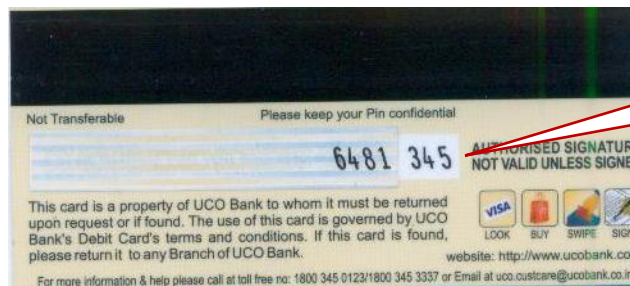 Not Transferable Please keep your Pin confidential
6481 345
AUTHORISED SIGNATUR
NOT VALID UNLESS SIGNE
This card is a property of UCO Bank to whom it must be returned
upon request or if found. The use of this card is governed by UCO
Bank's Debit Card's terms and conditions. If this card is found,
please return it to any Branch of UCO Bank.
VISA
LOOK BUY SWIPE SIGN
website: http://www.ucobank.co
For more information & help please call at toll free no: 1800 345 0123/1800 345 3337 or Email at uco.custcare@ucobank.co.in